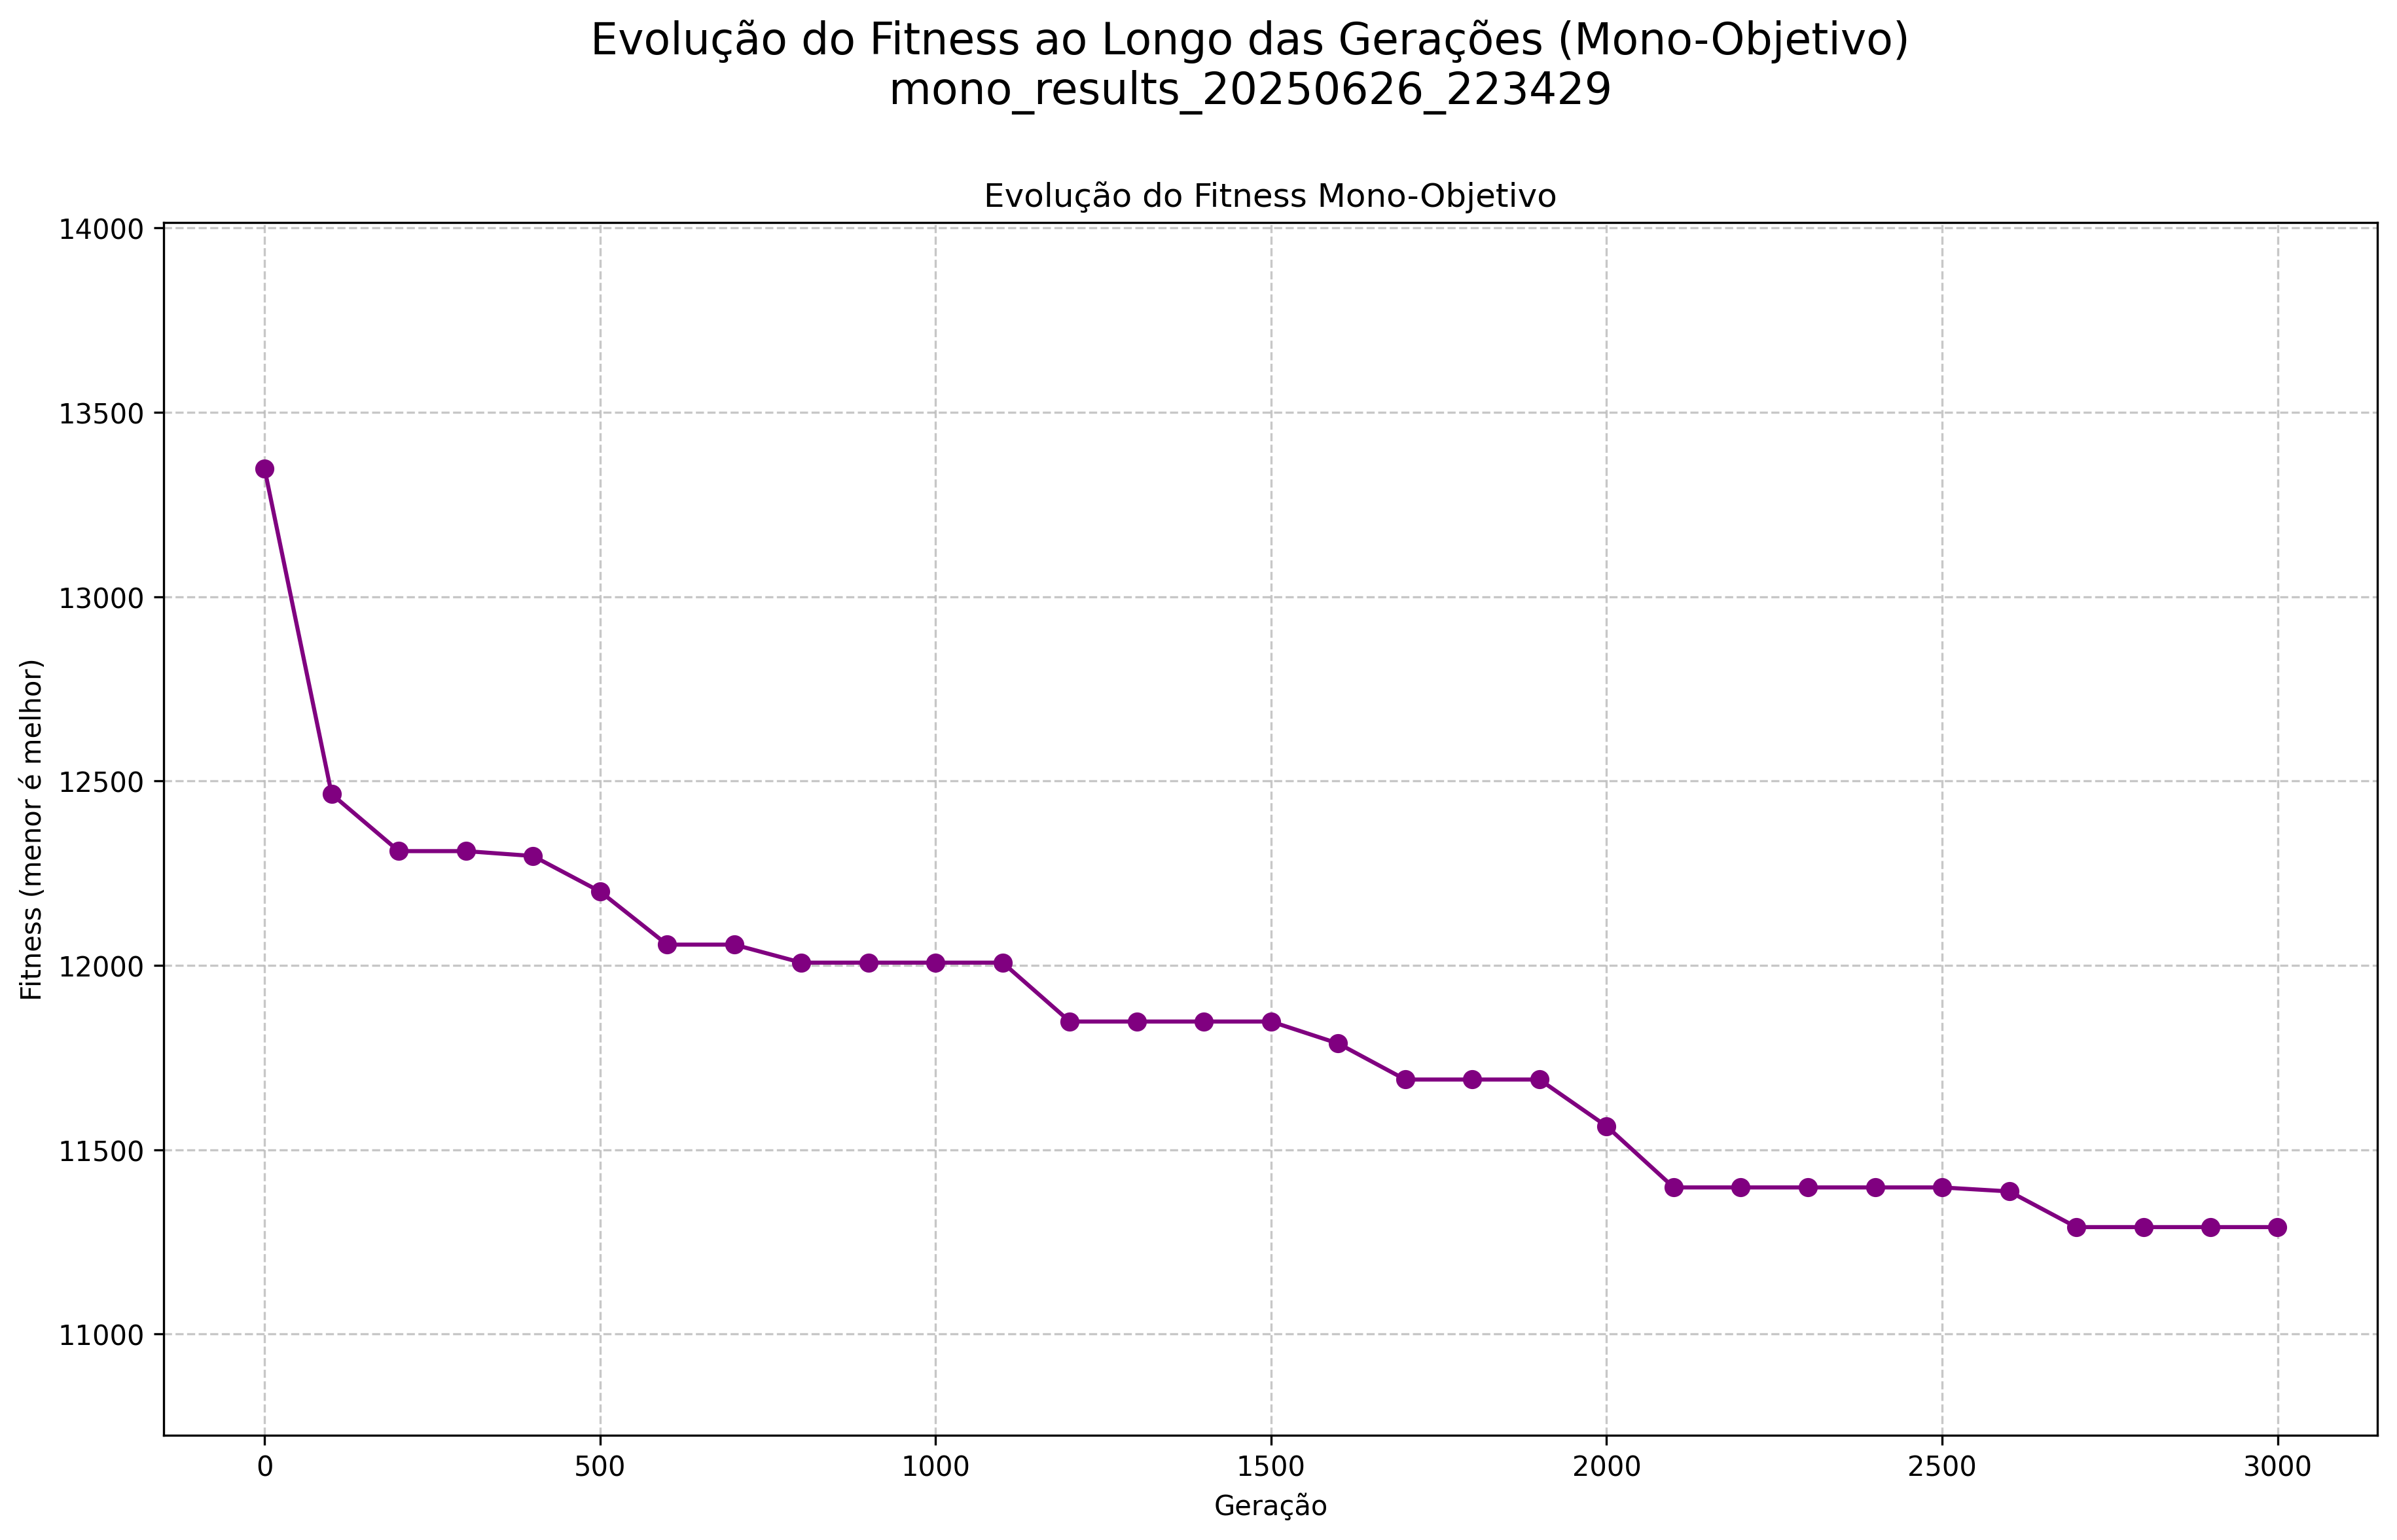 Evolução do Fitness ao Longo das Gerações (Mono-Objetivo)
mono_results_20250626_223429
Evolução do Fitness Mono-Objetivo
14000
13500
13000
12500
12000
11500
11000
Fitness (menor é melhor)
0 500 1000 1500 2000 2500 3000
Geração